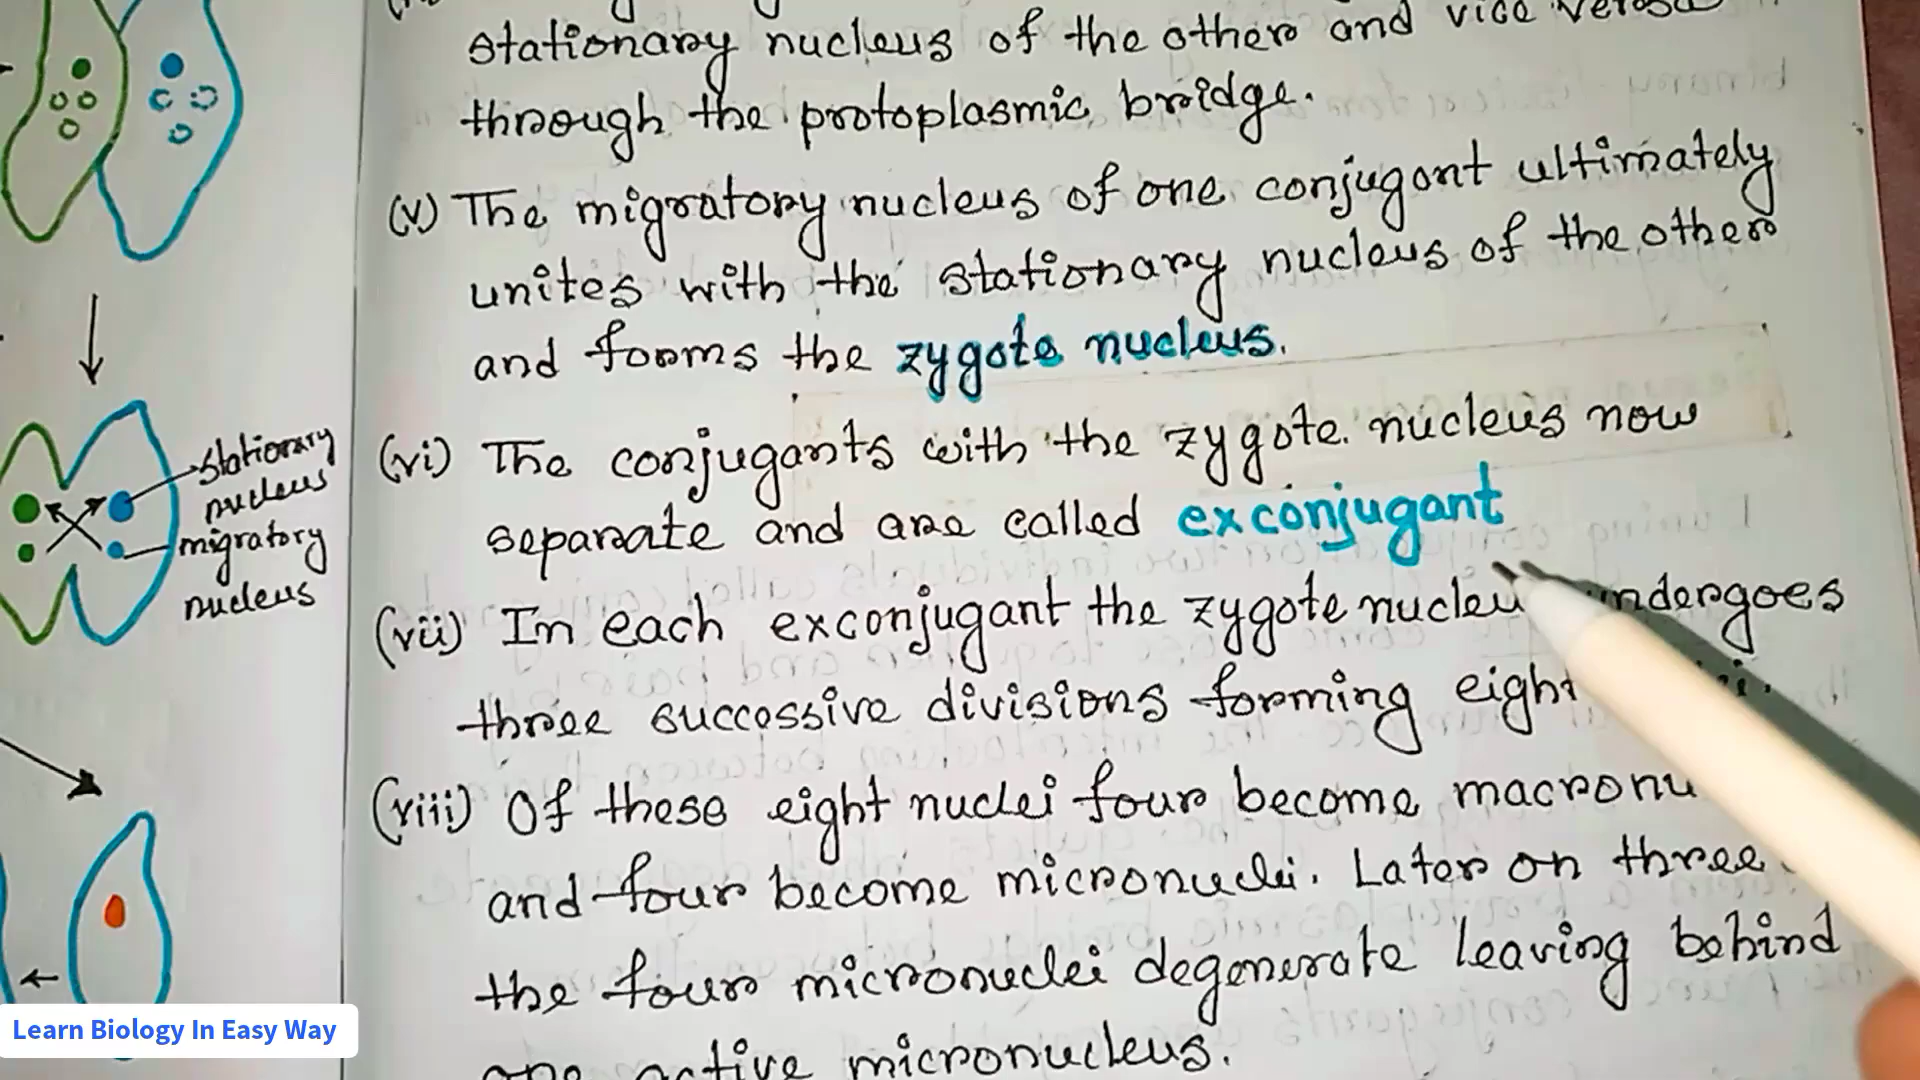 stationary nucleus of the other and vice versa
through the protoplasmic bridge.
(v) The migratory nucleus of one conjugant ultimately
unites with the stationary nucleus of the other
and forms the zygote nucleus.
(vi) The conjugants with the zygote nucleus now
separate and are called exconjugant
(vii) In each exconjugant the zygote nucleu undergoes
three successive divisions forming eight
(viii) Of these eight nuclei four become macronu
and four become micronuclei. Later on three
the four micronuclei degenerate leaving behind
one active micronucleus.
stationary
nucleus
migratory
nucleus
Learn Biology In Easy Way